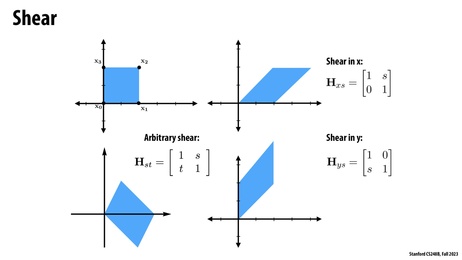 Shear
x₃ x₂
x₀ x₁
Shear in x:
H_xs = [1 s
0 1]
Arbitrary shear:
H_st = [1 s
t 1]
Shear in y:
H_ys = [1 0
s 1]
Stanford CS248B, Fall 2023